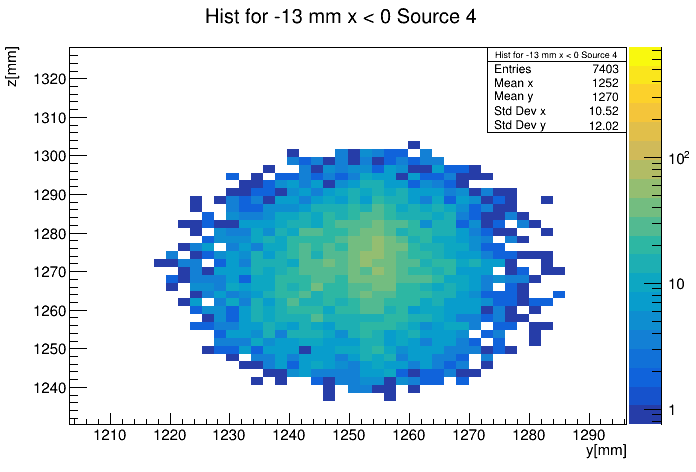 Hist for -13 mm x < 0 Source 4
z[mm]
Hist for -13 mm x < 0 Source 4
Entries 7403
Mean x 1252
Mean y 1270
Std Dev x 10.52
Std Dev y 12.02
1320
1310
1300
1290
1280
1270
1260
1250
1240
10²
10
1
1210 1220 1230 1240 1250 1260 1270 1280 1290
y[mm]